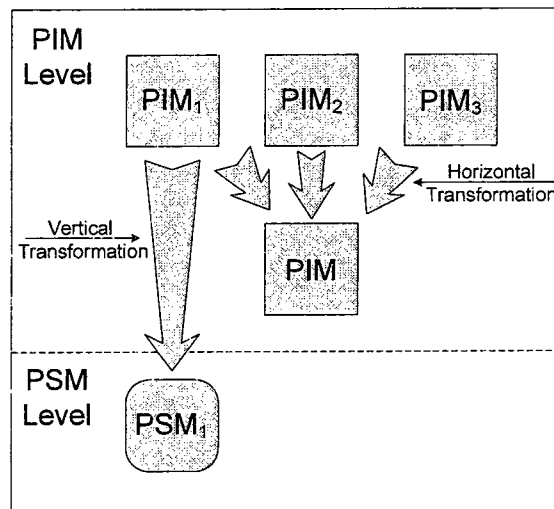 PIM
Level
PIM₁
PIM₂
PIM₃
Horizontal
Transformation
Vertical
Transformation
PIM
PSM
Level
PSM₁